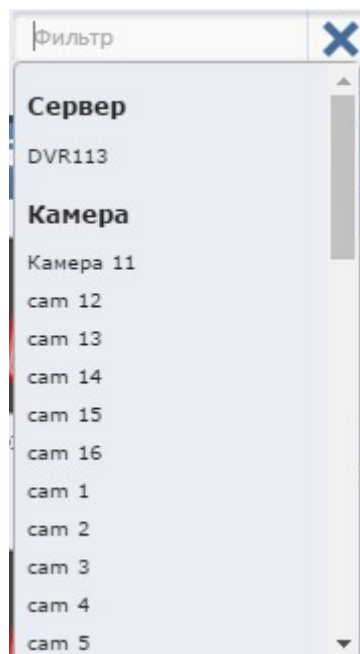 Фильтр
Сервер
DVR113
Камера
Камера 11
cam 12
cam 13
cam 14
cam 15
cam 16
cam 1
cam 2
cam 3
cam 4
cam 5